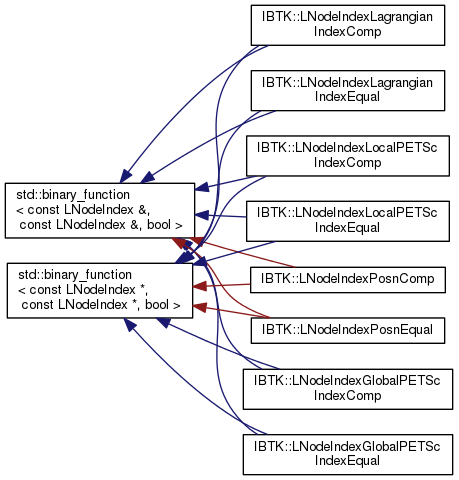 IBTK::LNodeIndexLagrangian
IndexComp
IBTK::LNodeIndexLagrangian
IndexEqual
IBTK::LNodeIndexLocalPETSc
IndexComp
std::binary_function
< const LNodeIndex &,
const LNodeIndex &, bool >
IBTK::LNodeIndexLocalPETSc
IndexEqual
std::binary_function
< const LNodeIndex *,
const LNodeIndex *, bool >
IBTK::LNodeIndexPosnComp
IBTK::LNodeIndexPosnEqual
IBTK::LNodeIndexGlobalPETSc
IndexComp
IBTK::LNodeIndexGlobalPETSc
IndexEqual